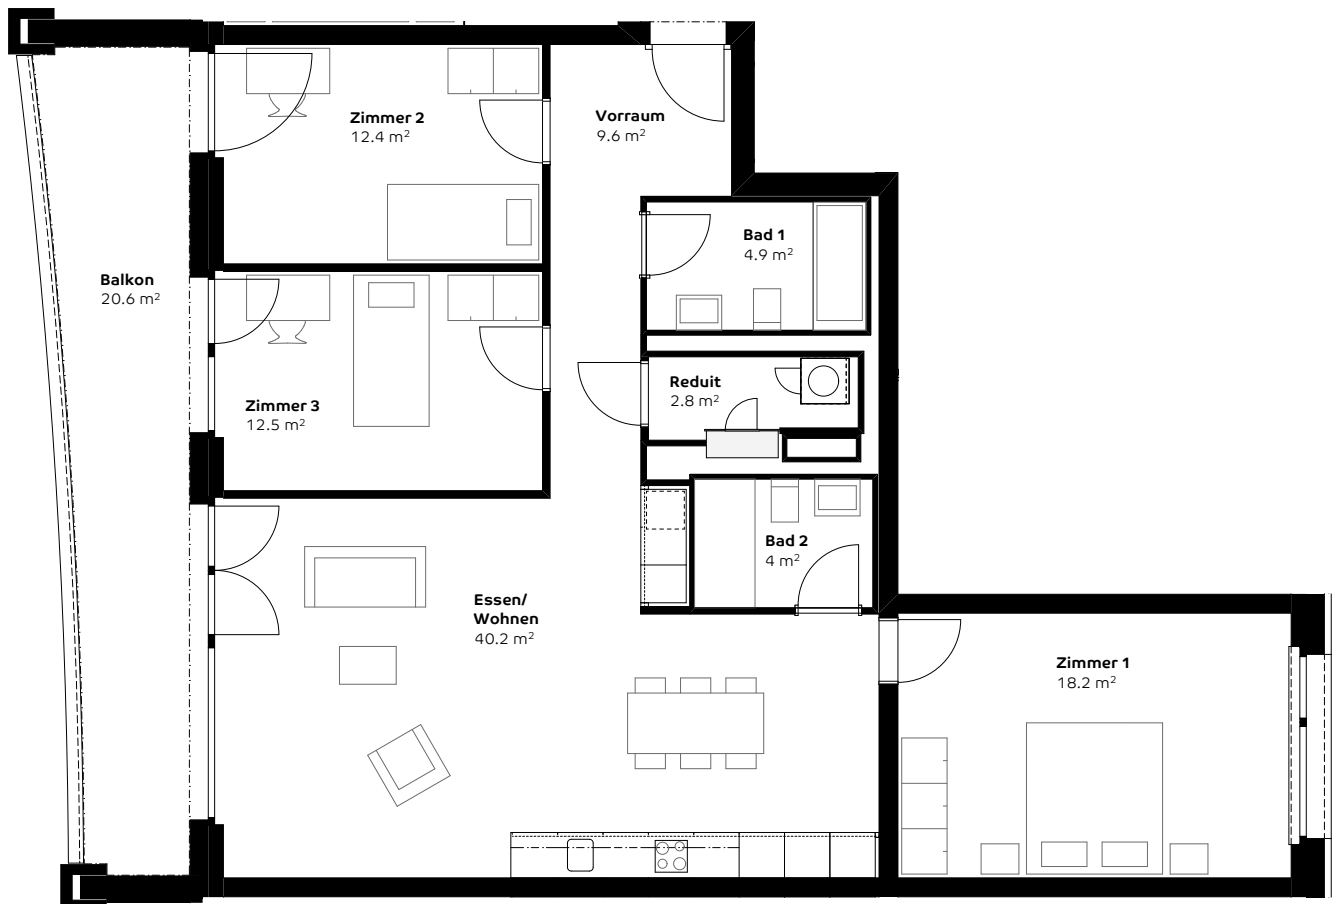 Zimmer 2
12.4 m²
Vorraum
9.6 m²
Bad 1
4.9 m²
Balkon
20.6 m²
Reduit
2.8 m²
Zimmer 3
12.5 m²
Bad 2
4 m²
Essen/
Wohnen
40.2 m²
Zimmer 1
18.2 m²